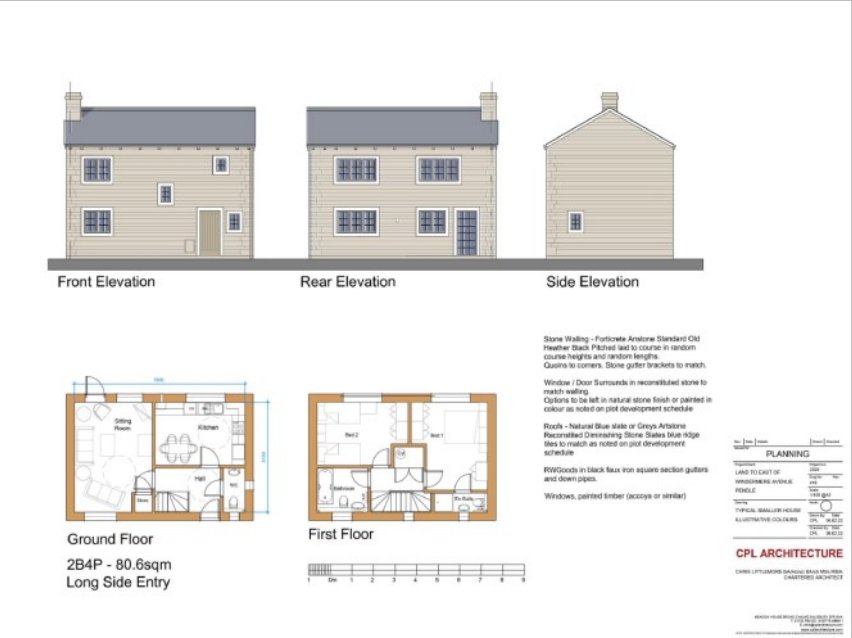 Front Elevation
Rear Elevation
Side Elevation
Stone Walling - Forticrete Anstone Standard Old
Heather Black Pitched laid to course in random
course heights and random lengths.
Quoins to corners. Stone gutter brackets to match.
Window / Door Surrounds in reconstituted stone to
match walling.
Options to be left in natural stone finish or painted in
colour as noted on plot development schedule
Roofs - Natural Blue slate or Greys Artstone
Reconstited Diminishing Stone Slates blue ridge
tiles to match as noted on plot development
schedule
RWGoods in black faux iron square section gutters
and down pipes.
Windows, painted timber (accoya or similar)
Sitting
Room
Kitchen
Hall
Store
WC
Bed 2
Bed 1
Bathroom
En Suite
Ground Floor
First Floor
2B4P - 80.6sqm
Long Side Entry
1 0m 1 2 3 4 5 6 7 8 9
PLANNING
LAND TO EAST OF
WINDERMERE AVENUE
PENDLE
TYPICAL SMALLER HOUSE
ILLUSTRATIVE COLOURS
CPL
CPL
CPL ARCHITECTURE
CHARTERED ARCHITECT